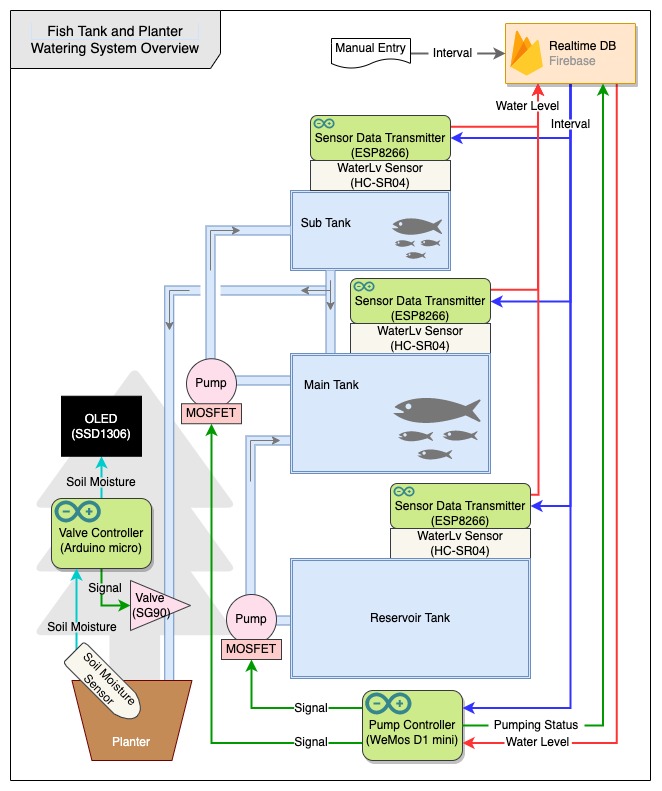 Fish Tank and Planter
Watering System Overview
Manual Entry
Interval
Realtime DB
Firebase
Water Level
Interval
Sensor Data Transmitter
(ESP8266)
WaterLv Sensor
(HC-SR04)
Sub Tank
Sensor Data Transmitter
(ESP8266)
WaterLv Sensor
(HC-SR04)
Pump
MOSFET
Main Tank
OLED
(SSD1306)
Soil Moisture
Valve Controller
(Arduino micro)
Signal
Valve
(SG90)
Soil Moisture
Soil Moisture
Sensor
Planter
Sensor Data Transmitter
(ESP8266)
WaterLv Sensor
(HC-SR04)
Pump
MOSFET
Reservoir Tank
Signal
Signal
Pump Controller
(WeMos D1 mini)
Pumping Status
Water Level